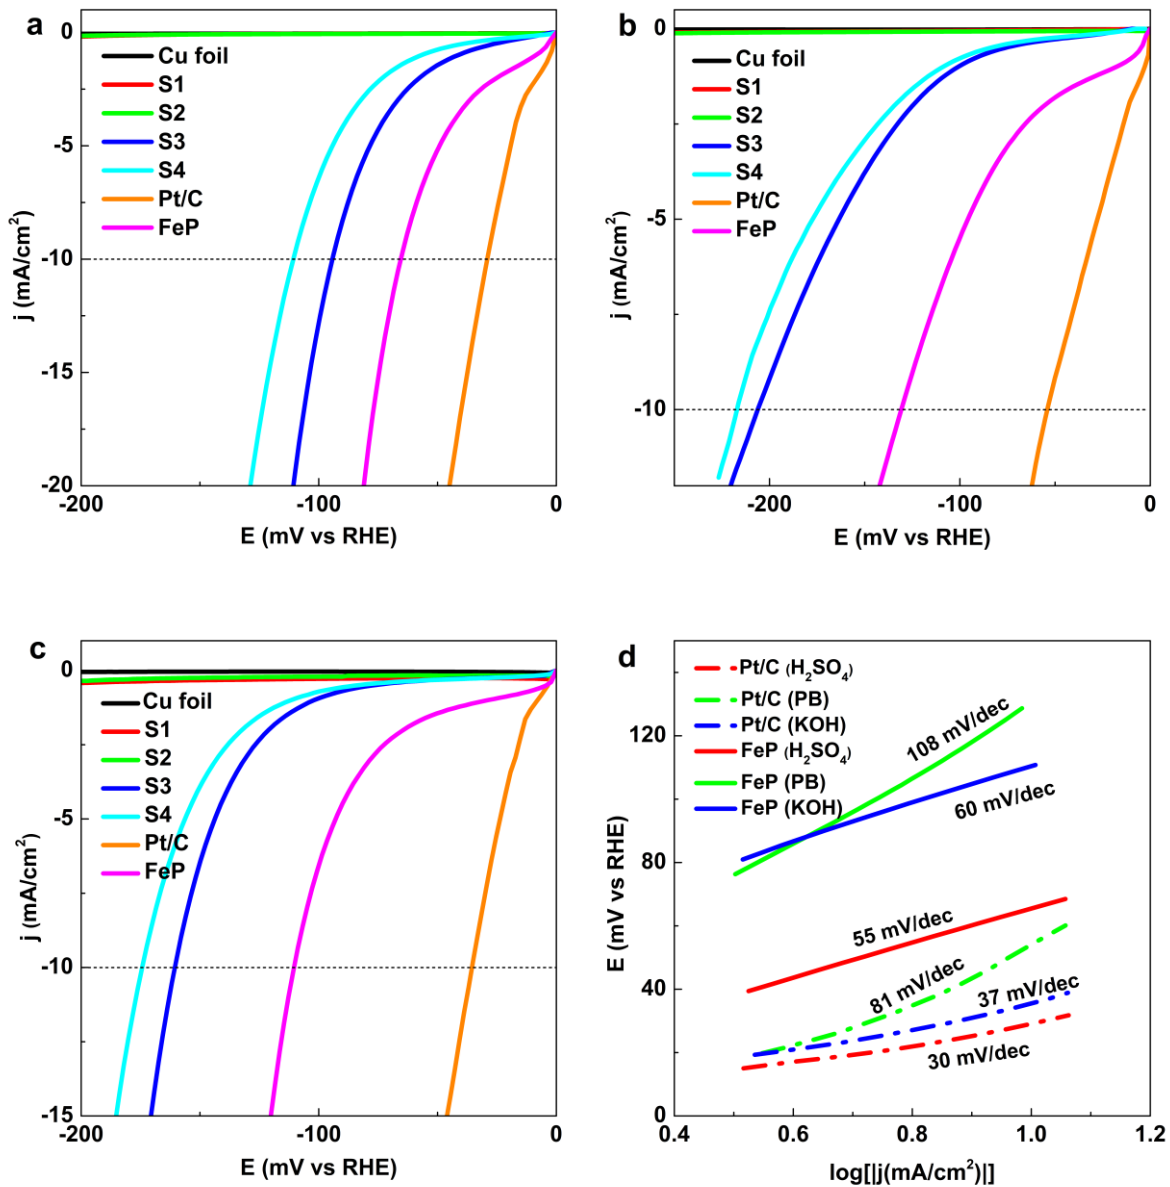 a
0
-5
-10
-15
-20
j (mA/cm²)
Cu foil
S1
S2
S3
S4
Pt/C
FeP
-200
-100
0
E (mV vs RHE)
b
0
-5
-10
j (mA/cm²)
Cu foil
S1
S2
S3
S4
Pt/C
FeP
-200
-100
0
E (mV vs RHE)
c
0
-5
-10
-15
j (mA/cm²)
Cu foil
S1
S2
S3
S4
Pt/C
FeP
-200
-100
0
E (mV vs RHE)
d
120
80
40
0
E (mV vs RHE)
Pt/C (H₂SO₄)
Pt/C (PB)
Pt/C (KOH)
FeP (H₂SO₄)
FeP (PB)
FeP (KOH)
108 mV/dec
60 mV/dec
55 mV/dec
81 mV/dec
37 mV/dec
30 mV/dec
0.4
0.6
0.8
1.0
1.2
log[|j(mA/cm²)|]